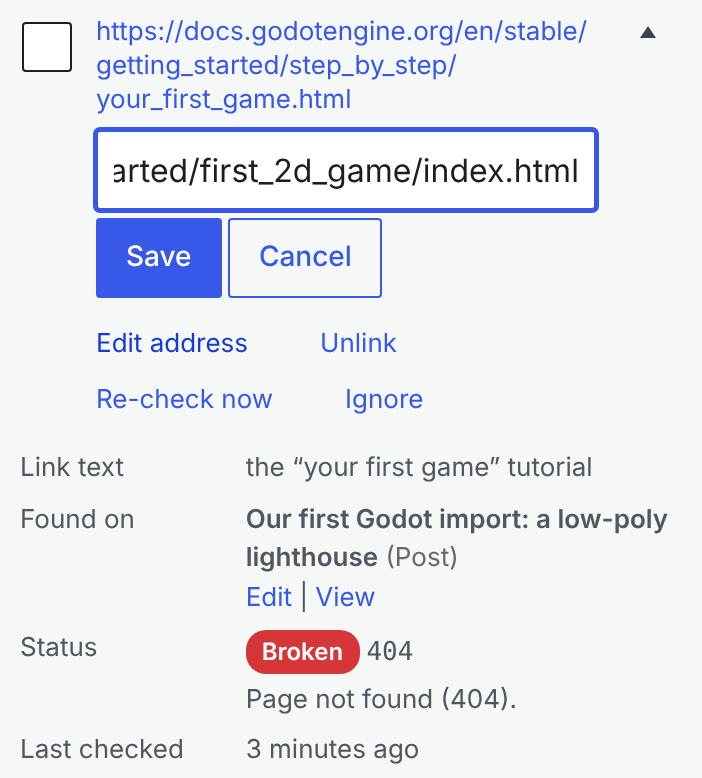 https://docs.godotengine.org/en/stable/
getting_started/step_by_step/
your_first_game.html
arted/first_2d_game/index.html
Save Cancel
Edit address Unlink
Re-check now Ignore
Link text the “your first game” tutorial
Found on Our first Godot import: a low-poly
lighthouse (Post)
Edit | View
Status Broken 404
Page not found (404).
Last checked 3 minutes ago